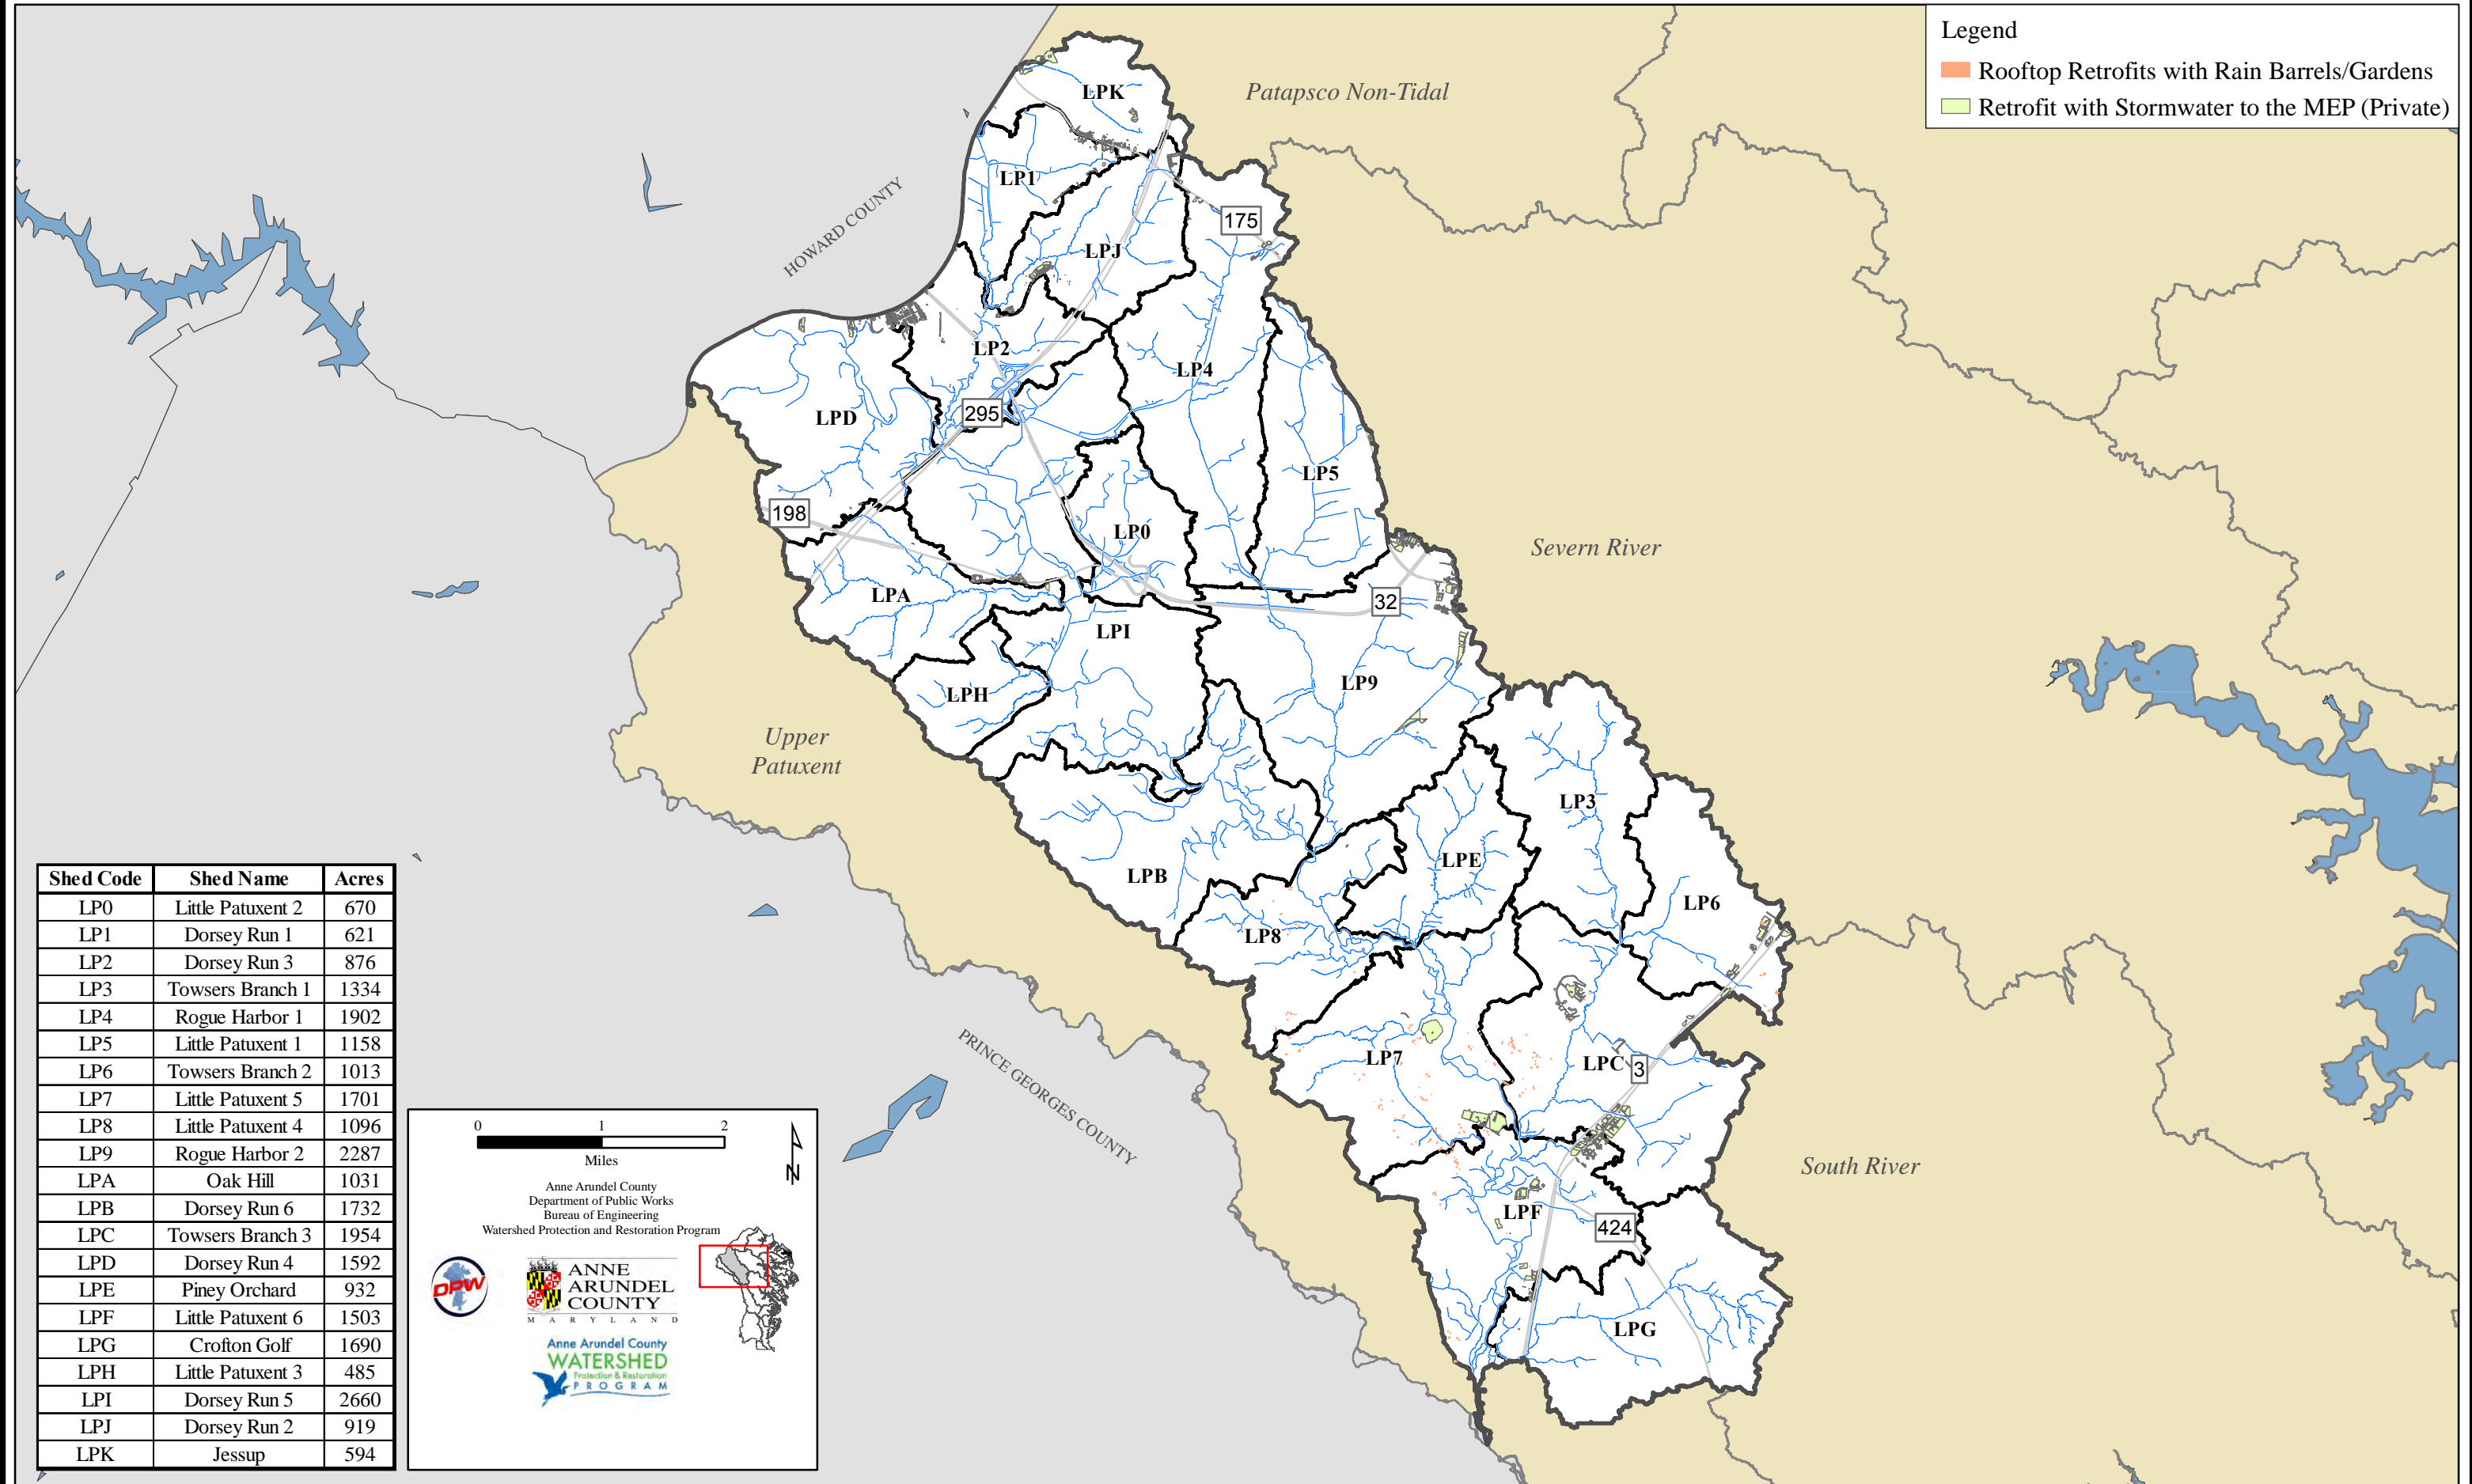 Legend
Rooftop Retrofits with Rain Barrels/Gardens
Retrofit with Stormwater to the MEP (Private)
Patapsco Non-Tidal
LPK
LP1
HOWARD COUNTY
175
LPJ
LP2
LP4
LPD
295
LP5
198
LP0
Severn River
LPA
32
LPI
LPH
LP9
Upper
Patuxent
LP3
LPE
LPB
LP6
LP8
PRINCE GEORGES COUNTY
LP7
LPC
3
South River
LPF
424
LPG
Shed Code Shed Name Acres
LP0 Little Patuxent 2 670
LP1 Dorsey Run 1 621
LP2 Dorsey Run 3 876
LP3 Towsers Branch 1 1334
LP4 Rogue Harbor 1 1902
LP5 Little Patuxent 1 1158
LP6 Towsers Branch 2 1013
LP7 Little Patuxent 5 1701
LP8 Little Patuxent 4 1096
LP9 Rogue Harbor 2 2287
LPA Oak Hill 1031
LPB Dorsey Run 6 1732
LPC Towsers Branch 3 1954
LPD Dorsey Run 4 1592
LPE Piney Orchard 932
LPF Little Patuxent 6 1503
LPG Crofton Golf 1690
LPH Little Patuxent 3 485
LPI Dorsey Run 5 2660
LPJ Dorsey Run 2 919
LPK Jessup 594
0 1 2
Miles
N
Anne Arundel County
Department of Public Works
Bureau of Engineering
Watershed Protection and Restoration Program
DPW
ANNE
ARUNDEL
COUNTY
MARYLAND
Anne Arundel County
WATERSHED
Protection & Restoration
PROGRAM